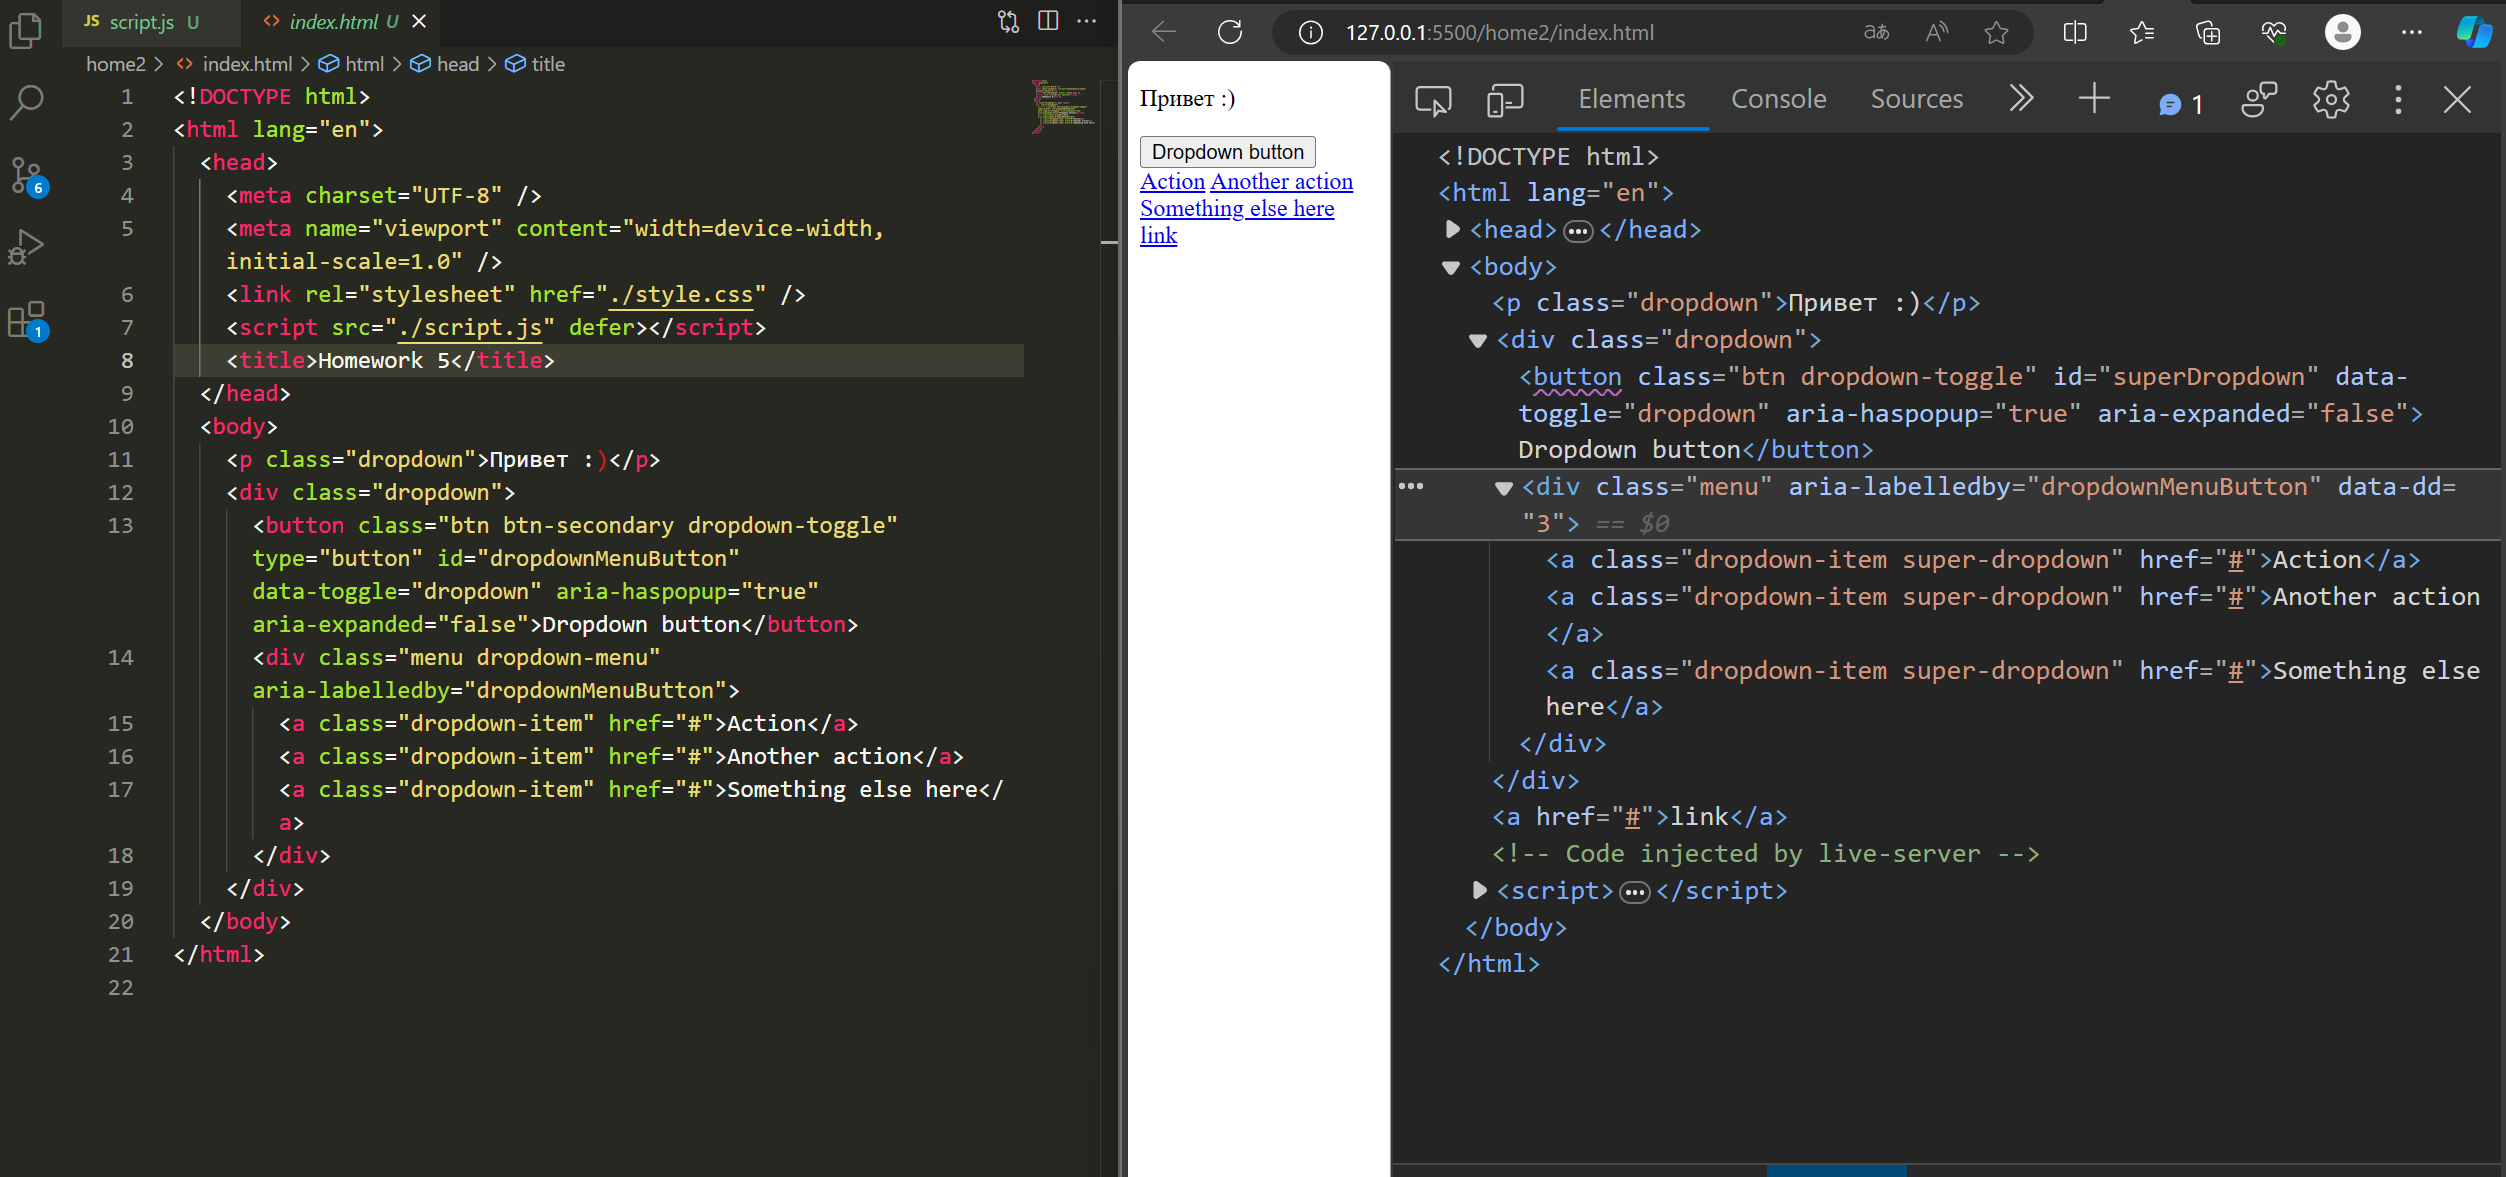 JS script.js U
<> index.html U
home2 > <> index.html > html > head > title
1 <!DOCTYPE html>
2 <html lang="en">
3 <head>
4 <meta charset="UTF-8" />
5 <meta name="viewport" content="width=device-width,
initial-scale=1.0" />
6 <link rel="stylesheet" href="./style.css" />
7 <script src="./script.js" defer></script>
8 <title>Homework 5</title>
9 </head>
10 <body>
11 <p class="dropdown">Привет :)</p>
12 <div class="dropdown">
13 <button class="btn btn-secondary dropdown-toggle"
type="button" id="dropdownMenuButton"
data-toggle="dropdown" aria-haspopup="true"
aria-expanded="false">Dropdown button</button>
14 <div class="menu dropdown-menu"
aria-labelledby="dropdownMenuButton">
15 <a class="dropdown-item" href="#">Action</a>
16 <a class="dropdown-item" href="#">Another action</a>
17 <a class="dropdown-item" href="#">Something else here</
a>
18 </div>
19 </div>
20 </body>
21 </html>
22
6
1
127.0.0.1:5500/home2/index.html
Привет :)
Dropdown button
Action Another action
Something else here
link
Elements Console Sources 1
<!DOCTYPE html>
<html lang="en">
<head> ••• </head>
<body>
<p class="dropdown">Привет :)</p>
<div class="dropdown">
<button class="btn dropdown-toggle" id="superDropdown" data-
toggle="dropdown" aria-haspopup="true" aria-expanded="false">
Dropdown button</button>
<div class="menu" aria-labelledby="dropdownMenuButton" data-dd=
"3"> == $0
<a class="dropdown-item super-dropdown" href="#">Action</a>
<a class="dropdown-item super-dropdown" href="#">Another action
</a>
<a class="dropdown-item super-dropdown" href="#">Something else
here</a>
</div>
</div>
<a href="#">link</a>
<!-- Code injected by live-server -->
<script> ••• </script>
</body>
</html>